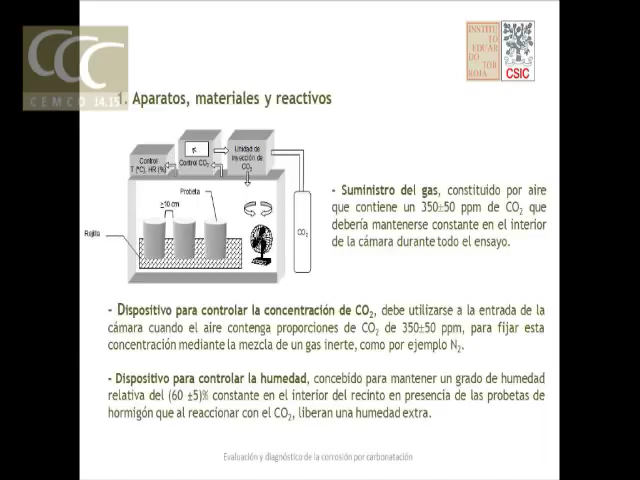 CCC
CEMCO 14.15
INSTITU
TO
EDUAR
DO
TOR
ROJA
CSIC
1. Aparatos, materiales y reactivos
Control
T (°C), HR (%)
Control CO2
Unidad de
inyección de
CO2
Probeta
≥10 cm
Rejilla
CO2
- Suministro del gas, constituido por aire
que contiene un 350±50 ppm de CO2 que
debería mantenerse constante en el interior
de la cámara durante todo el ensayo.
- Dispositivo para controlar la concentración de CO2, debe utilizarse a la entrada de la
cámara cuando el aire contenga proporciones de CO2 de 350±50 ppm, para fijar esta
concentración mediante la mezcla de un gas inerte, como por ejemplo N2.
- Dispositivo para controlar la humedad, concebido para mantener un grado de humedad
relativa del (60 ±5)% constante en el interior del recinto en presencia de las probetas de
hormigón que al reaccionar con el CO2, liberan una humedad extra.
Evaluación y diagnóstico de la corrosión por carbonatación